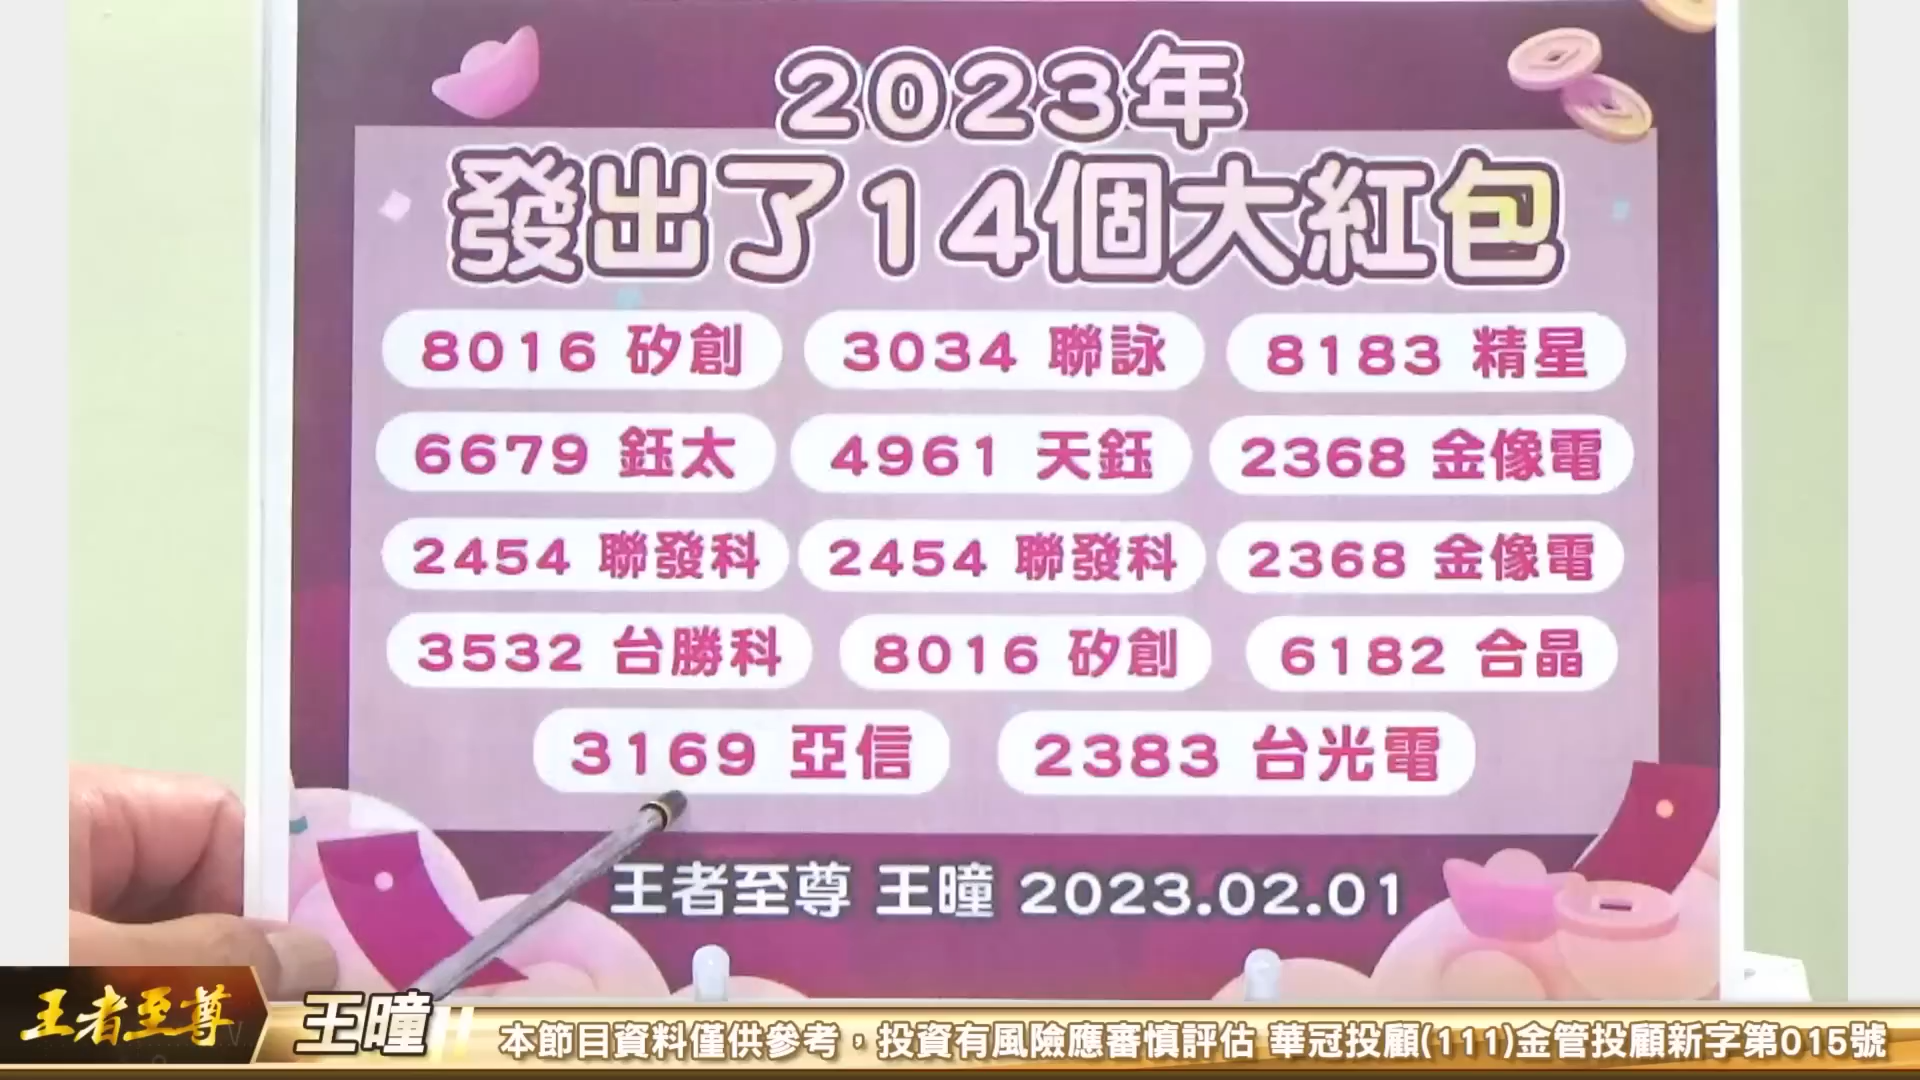 2023年
發出了14個大紅包
8016 矽創 3034 聯詠 8183 精星
6679 鈺太 4961 天鈺 2368 金像電
2454 聯發科 2454 聯發科 2368 金像電
3532 台勝科 8016 矽創 6182 合晶
3169 亞信 2383 台光電
王者至尊 王曈 2023.02.01
王者至尊 王曈 本節目資料僅供參考，投資有風險應審慎評估 華冠投顧(111)金管投顧新字第015號